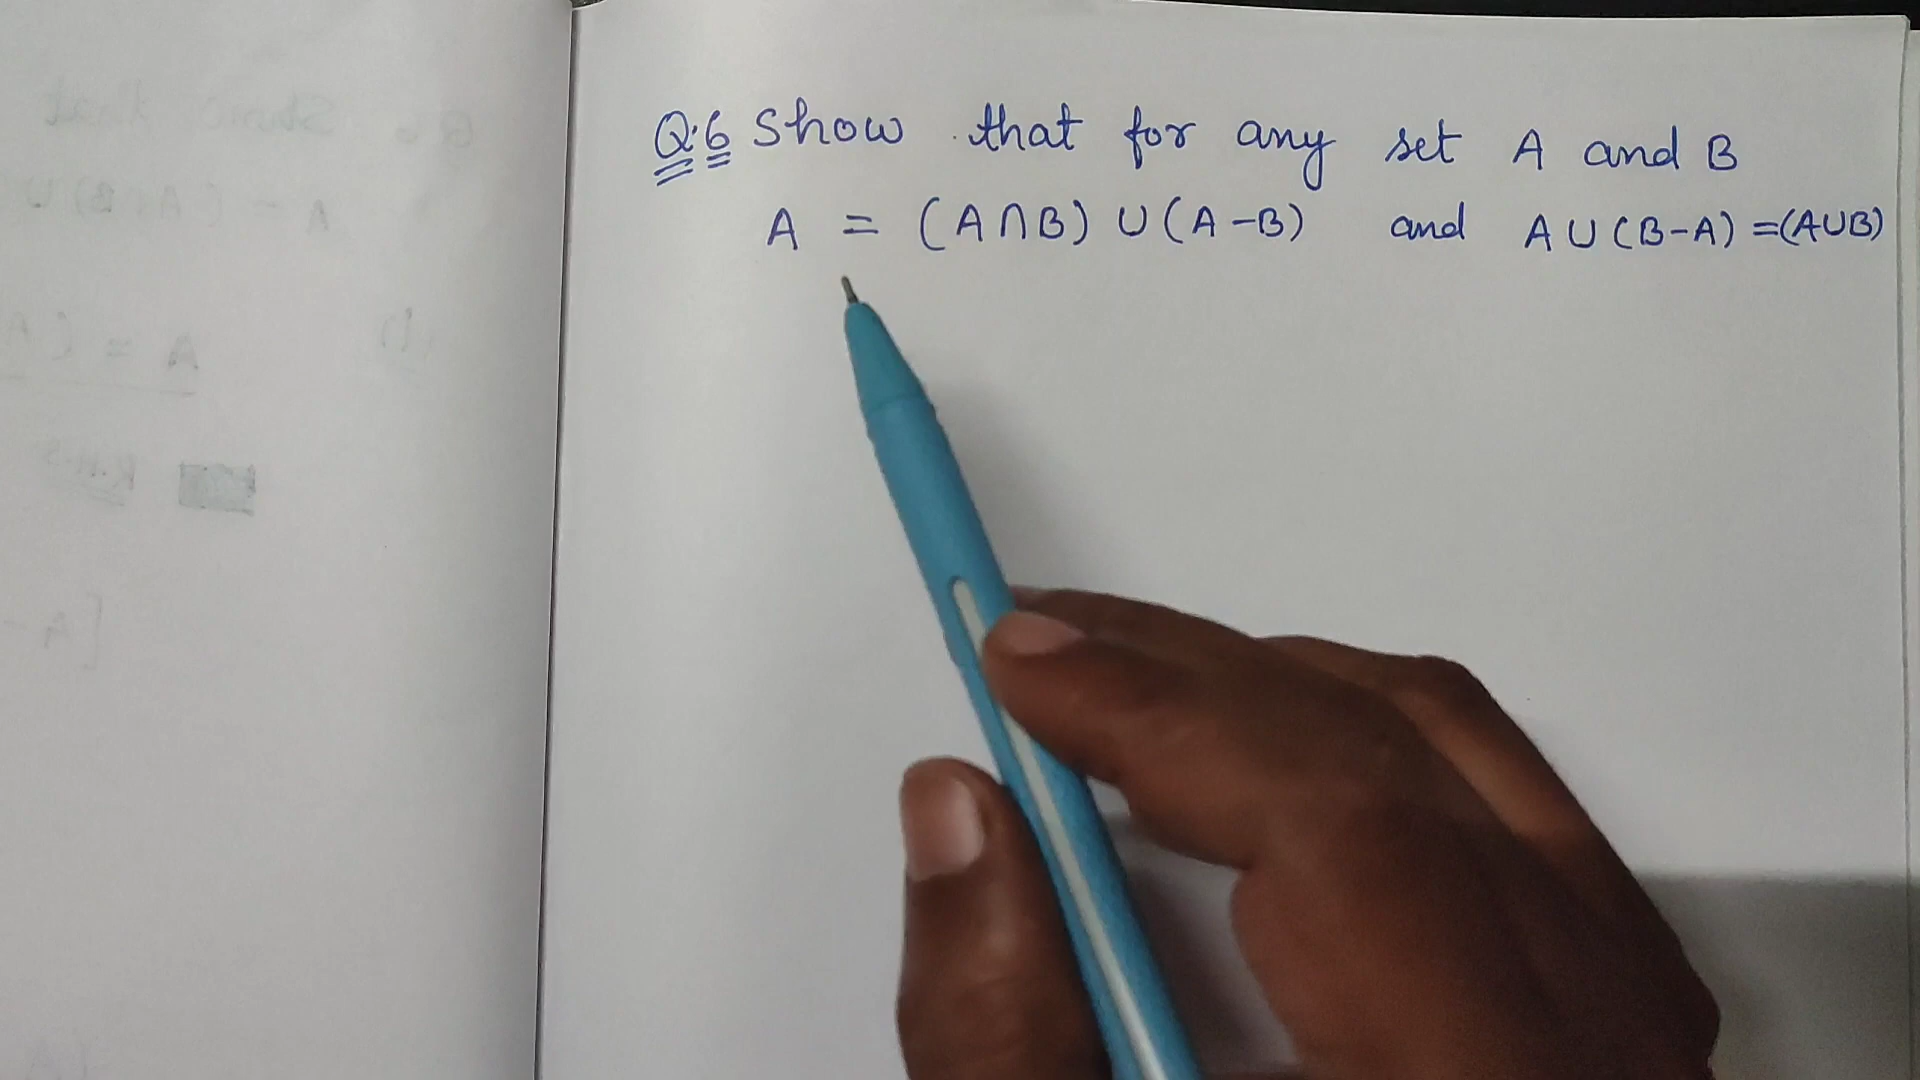 Q.6 Show that for any set A and B
A = (A∩B) ∪ (A-B) and A ∪ (B-A) = (A∪B)